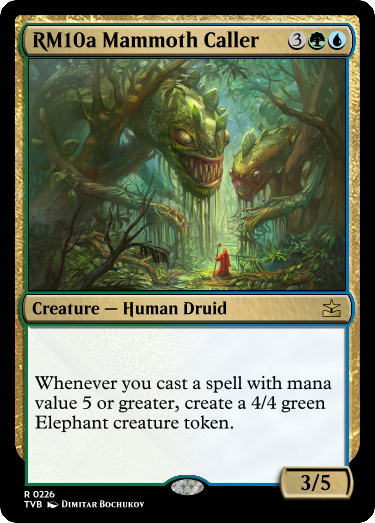 RM10a Mammoth Caller 3
Creature — Human Druid
Whenever you cast a spell with mana
value 5 or greater, create a 4/4 green
Elephant creature token.
3/5
R 0226
TVB Dimitar Bochukov